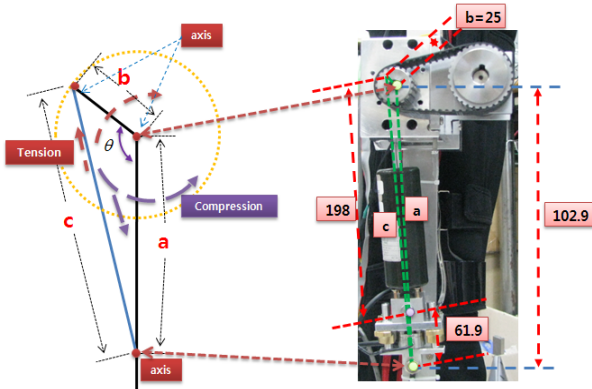 axis
b
b=25
Tension
θ
Compression
c
a
198
c
a
102.9
61.9
axis